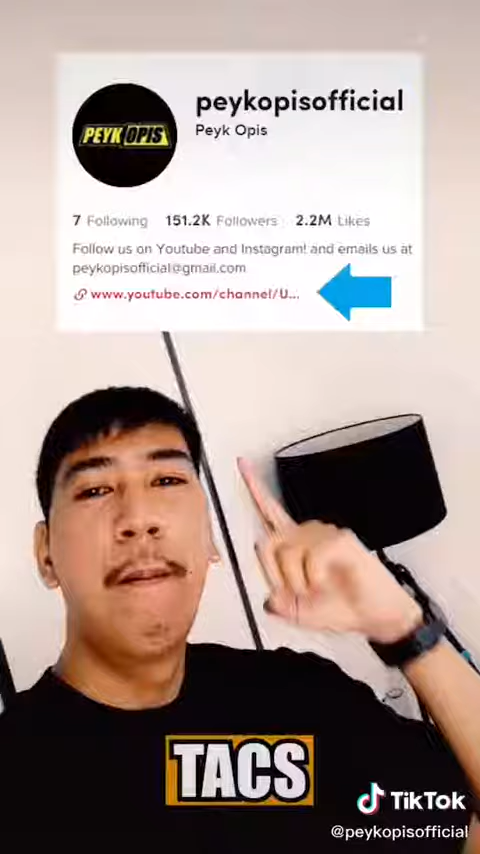 peykopisofficial
PEYK OPIS
Peyk Opis
7 Following 151.2K Followers 2.2M Likes
Follow us on Youtube and Instagram! and emails us at
peykopisofficial@gmail.com
www.youtube.com/channel/U...
TACS
TikTok
@peykopisofficial